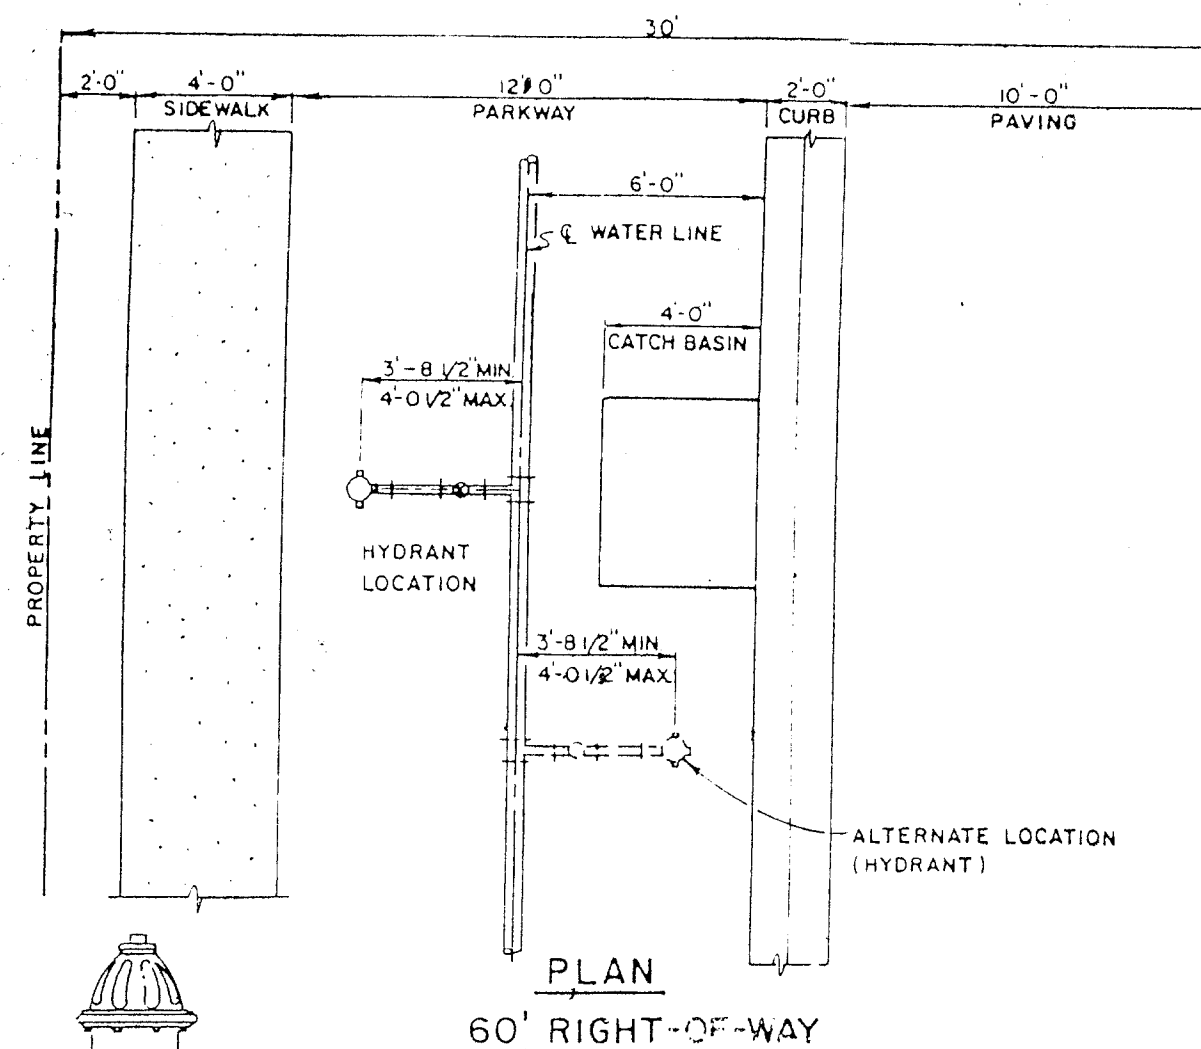 30'
2'-0"
4'-0"
12'-0"
2'-0"
10'-0"
SIDEWALK
PARKWAY
CURB
PAVING
6'-0"
℄ WATER LINE
4'-0"
CATCH BASIN
3'-8 1/2" MIN
4'-0 1/2" MAX
PROPERTY LINE
HYDRANT
LOCATION
3'-8 1/2" MIN
4'-0 1/2" MAX
ALTERNATE LOCATION
(HYDRANT)
PLAN
60' RIGHT-OF-WAY